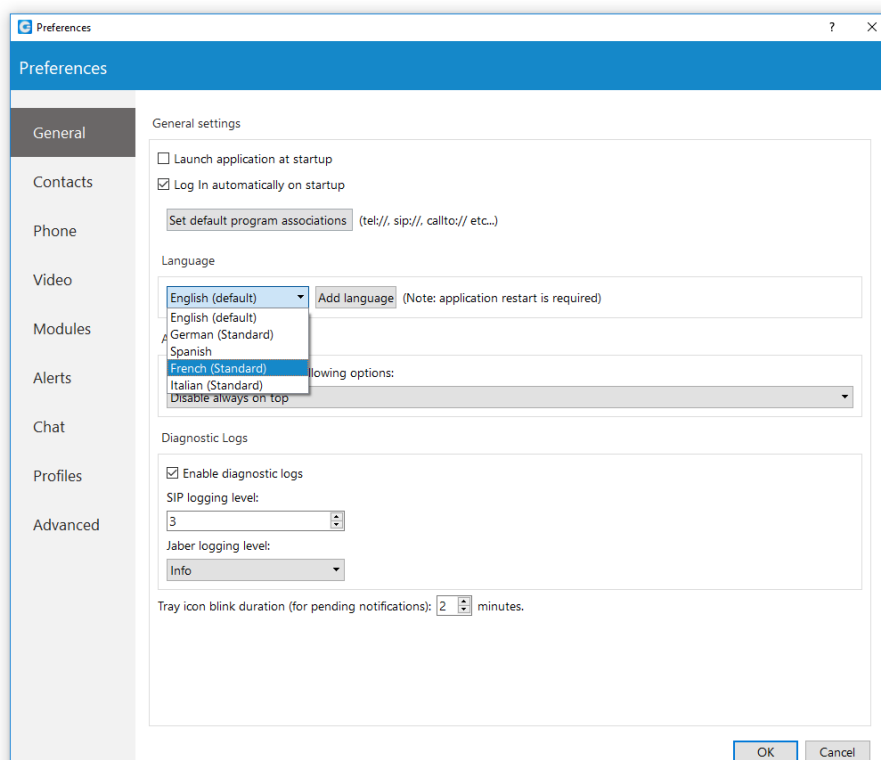 Preferences
?
Preferences
General
Contacts
Phone
Video
Modules
Alerts
Chat
Profiles
Advanced
General settings
Launch application at startup
Log In automatically on startup
Set default program associations (tel://, sip://, callto:// etc...)
Language
English (default) Add language (Note: application restart is required)
English (default)
German (Standard)
Spanish
French (Standard)
Italian (Standard)
llowing options:
Disable always on top
Diagnostic Logs
Enable diagnostic logs
SIP logging level:
3
Jaber logging level:
Info
Tray icon blink duration (for pending notifications): 2 minutes.
OK Cancel